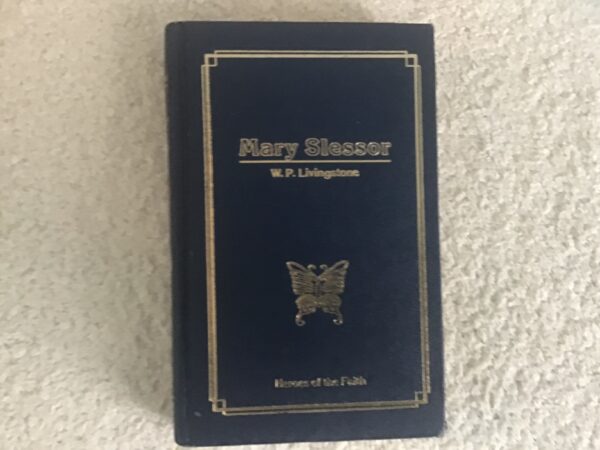 Mary Slessor
W. P. Livingstone
Heroes of the Faith